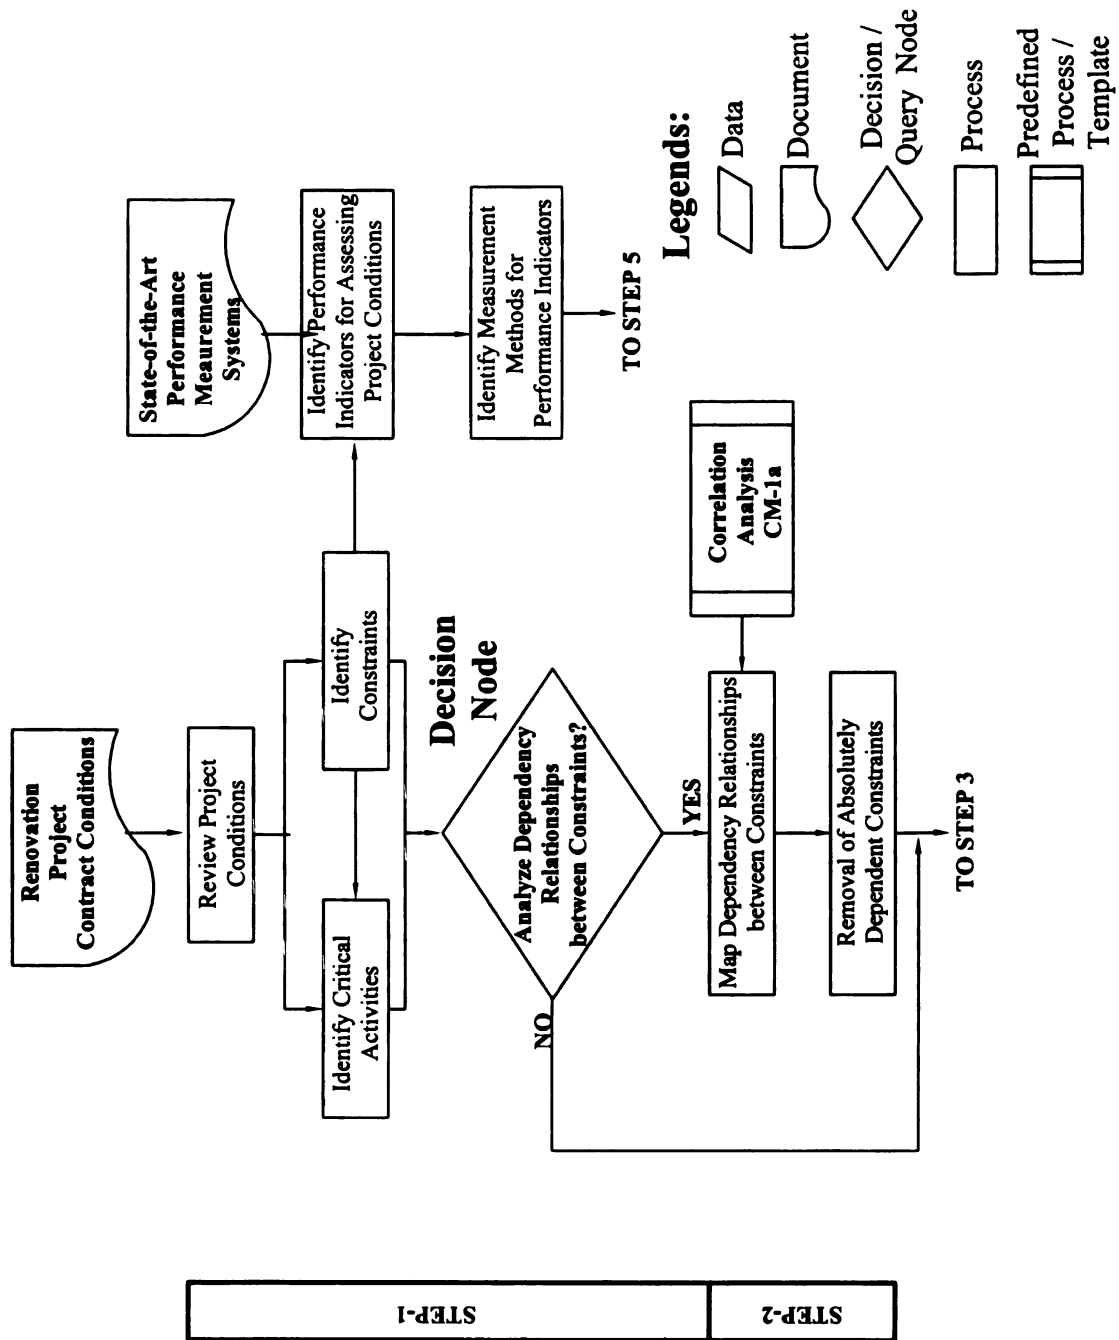 Renovation
Project
Contract Conditions
Review Project
Conditions
Identify Critical
Activities
Identify
Constraints
State-of-the-Art
Performance
Meaurement
Systems
Identify Performance
Indicators for Assessing
Project Conditions
Identify Measurement
Methods for
Performance Indicators
TO STEP 5
Decision
Node
Analyze Dependency
Relationships
between Constraints?
NO
YES
Map Dependency Relationships
between Constraints
Correlation
Analysis
CM-1a
Removal of Absolutely
Dependent Constraints
TO STEP 3
Legends:
Data
Document
Decision /
Query Node
Process
Predefined
Process /
Template
STEP-1
STEP-2